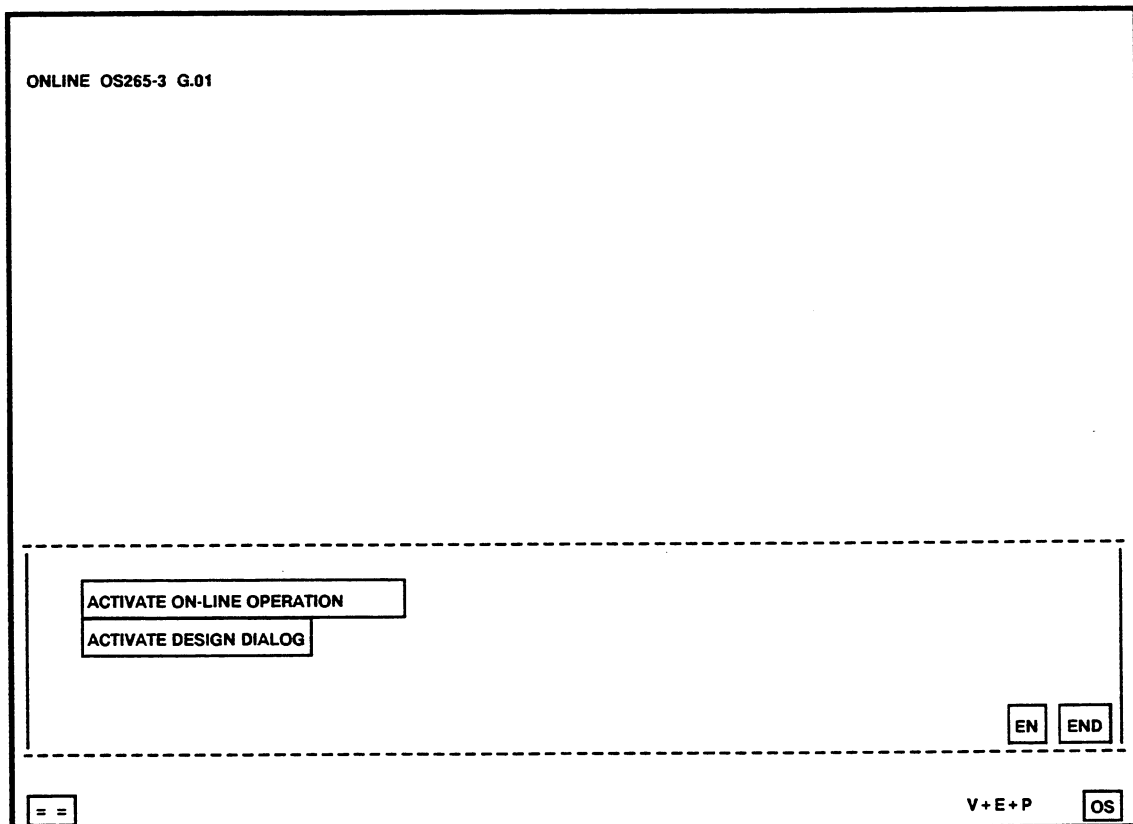 ONLINE OS265-3 G.01
ACTIVATE ON-LINE OPERATION
ACTIVATE DESIGN DIALOG
EN END
= = V+E+P OS